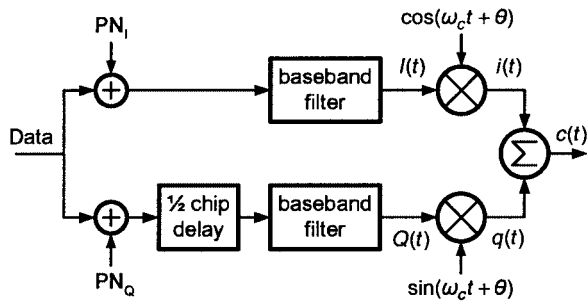 PN_I
cos(ω_c t + θ)
baseband
filter
I(t)
i(t)
Data
Σ
c(t)
½ chip
delay
baseband
filter
Q(t)
q(t)
PN_Q
sin(ω_c t + θ)